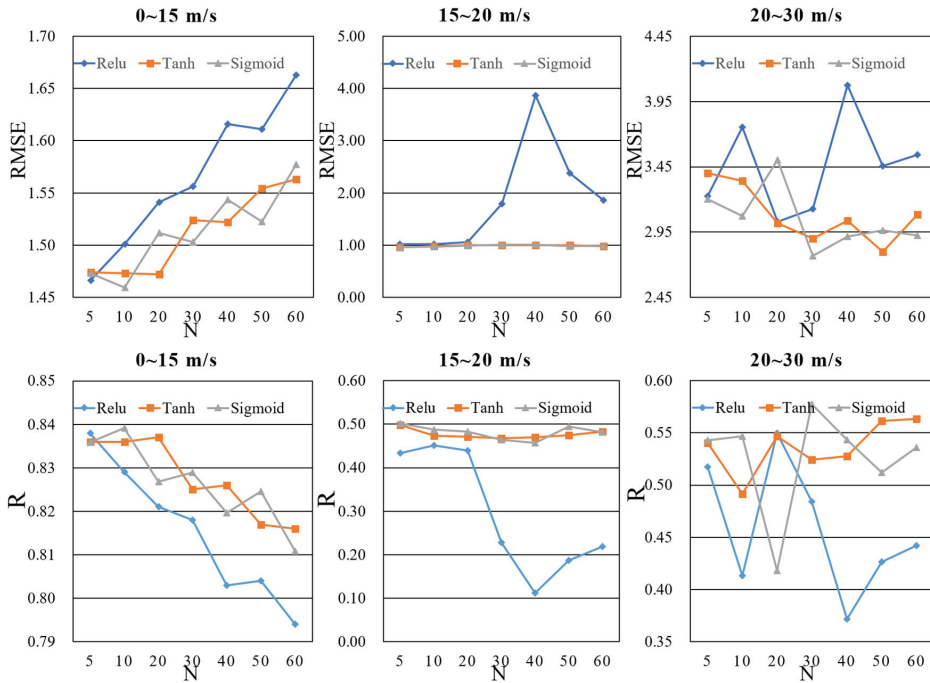 0~15 m/s
1.70
1.65
1.60
1.55
1.50
1.45
RMSE
Relu Tanh Sigmoid
5 10 20 30 40 50 60
N
15~20 m/s
5.00
4.00
3.00
2.00
1.00
0.00
RMSE
Relu Tanh Sigmoid
5 10 20 30 40 50 60
N
20~30 m/s
4.45
3.95
3.45
2.95
2.45
RMSE
Relu Tanh Sigmoid
5 10 20 30 40 50 60
N
0~15 m/s
0.85
0.84
0.83
0.82
0.81
0.80
0.79
R
Relu Tanh Sigmoid
5 10 20 30 40 50 60
N
15~20 m/s
0.60
0.50
0.40
0.30
0.20
0.10
0.00
R
Relu Tanh Sigmoid
5 10 20 30 40 50 60
N
20~30 m/s
0.60
0.55
0.50
0.45
0.40
0.35
R
Relu Tanh Sigmoid
5 10 20 30 40 50 60
N